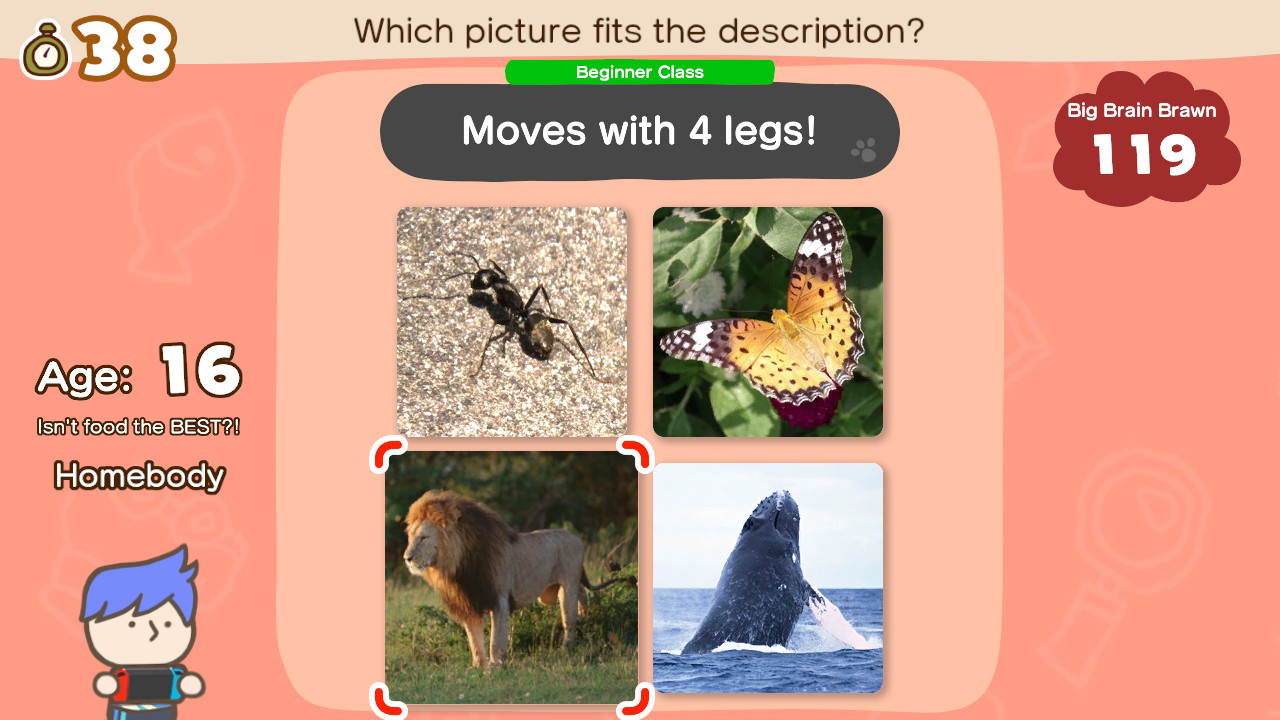 38
Which picture fits the description?
Beginner Class
Moves with 4 legs!
Big Brain Brawn
119
Age: 16
Isn't food the BEST?!
Homebody